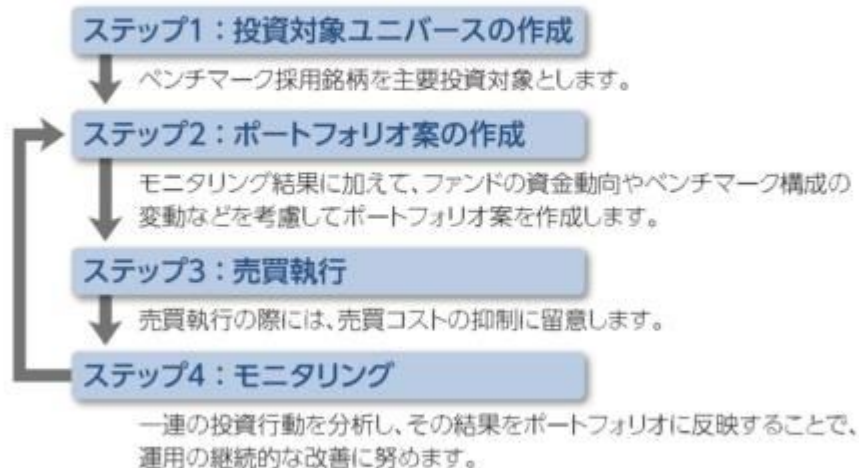 ステップ1：投資対象ユニバースの作成
ベンチマーク採用銘柄を主要投資対象とします。
ステップ2：ポートフォリオ案の作成
モニタリング結果に加えて、ファンドの資金動向やベンチマーク構成の
変動などを考慮してポートフォリオ案を作成します。
ステップ3：売買執行
売買執行の際には、売買コストの抑制に留意します。
ステップ4：モニタリング
一連の投資行動を分析し、その結果をポートフォリオに反映することで、
運用の継続的な改善に努めます。